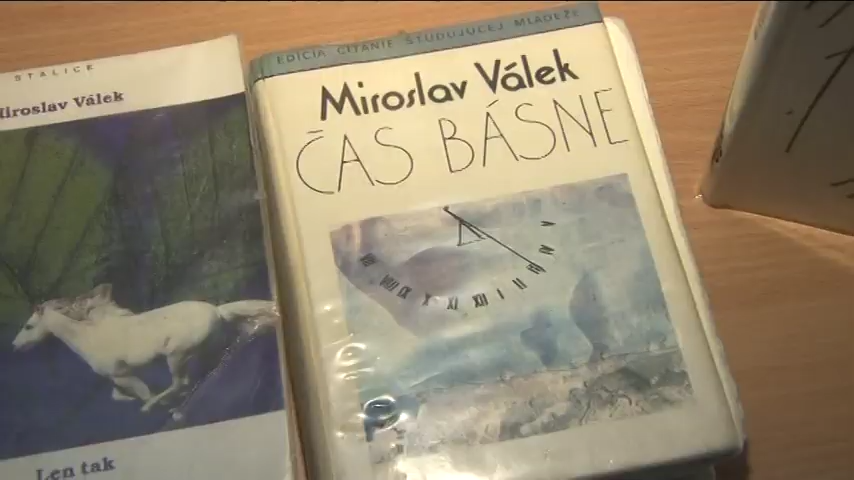 STALICE
Miroslav Válek
Len tak
EDÍCIA ČÍTANIE ŠTUDUJÚCEJ MLÁDEŽE
Miroslav Válek
ČAS BÁSNE